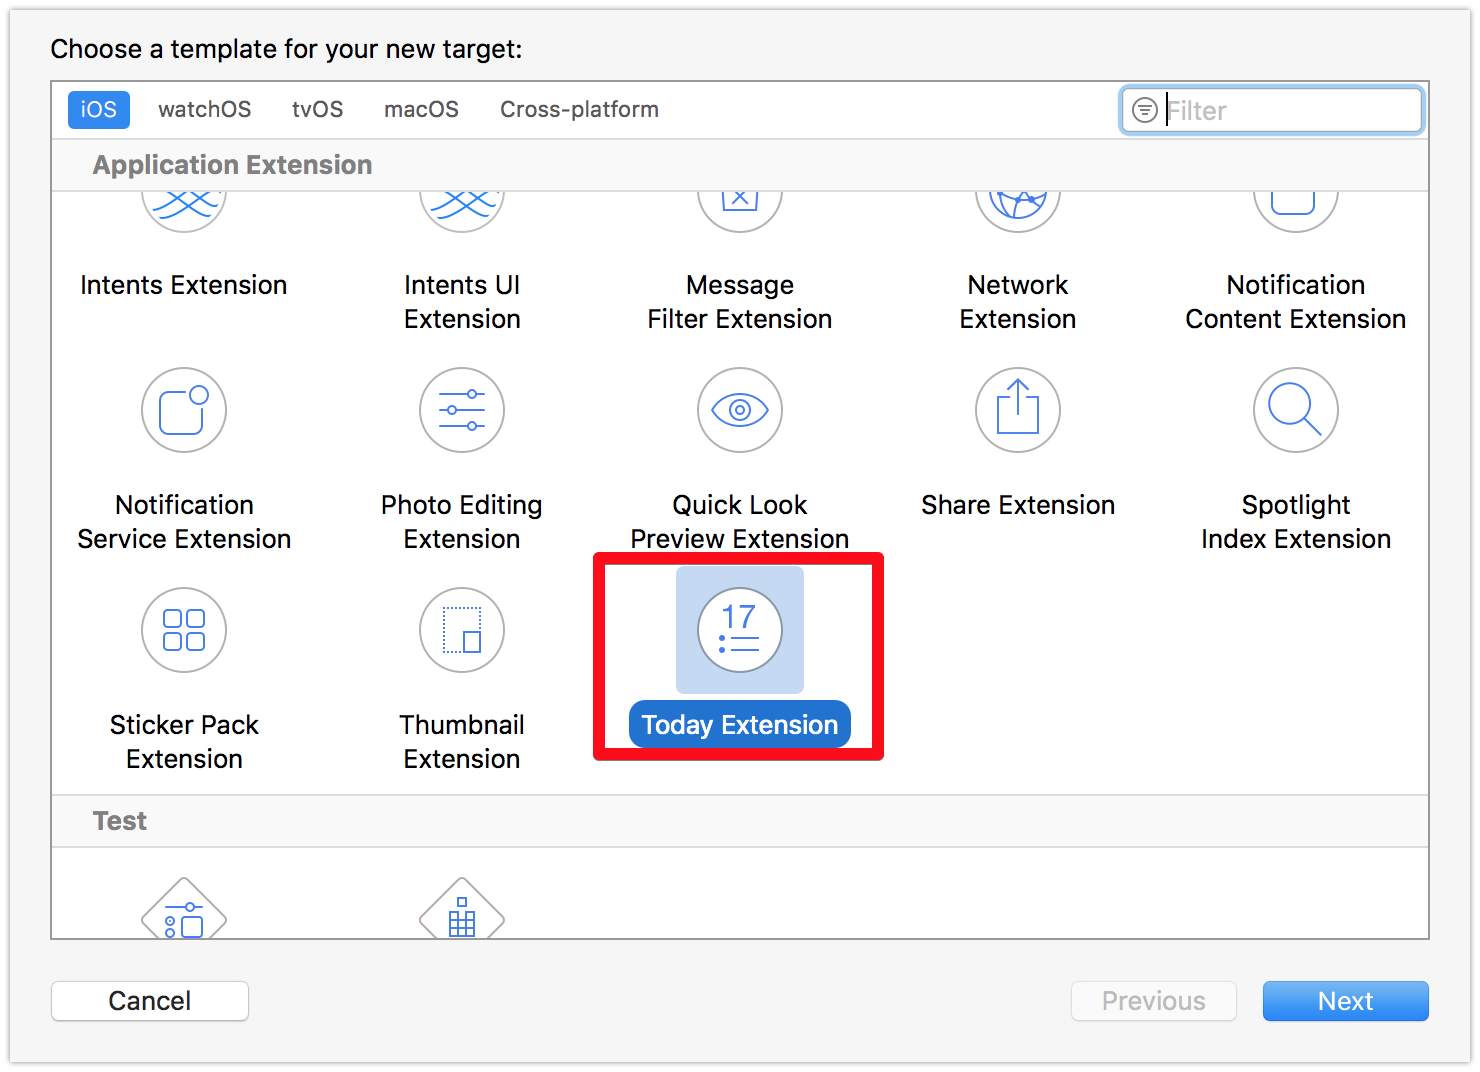 Choose a template for your new target:
iOS watchOS tvOS macOS Cross-platform Filter
Application Extension
Intents Extension
Intents UI
Extension
Message
Filter Extension
Network
Extension
Notification
Content Extension
Notification
Service Extension
Photo Editing
Extension
Quick Look
Preview Extension
Share Extension
Spotlight
Index Extension
Sticker Pack
Extension
Thumbnail
Extension
17
Today Extension
Test
Cancel Previous Next